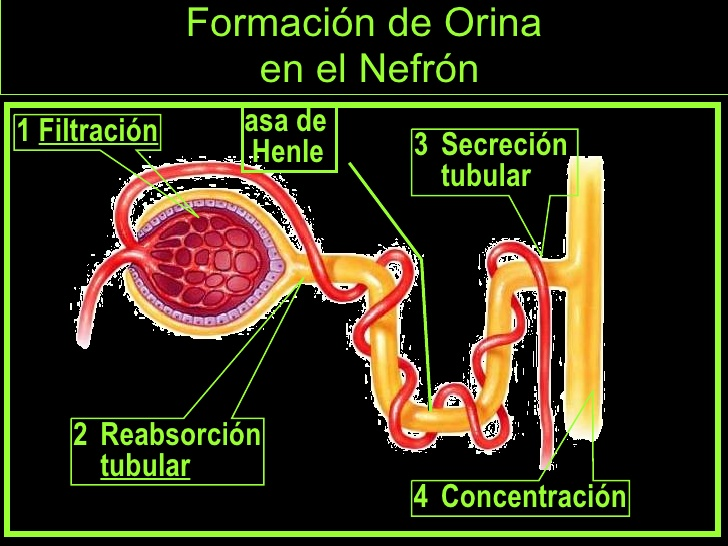 Formación de Orina
en el Nefrón
1 Filtración
asa de
Henle
3 Secreción
tubular
2 Reabsorción
tubular
4 Concentración